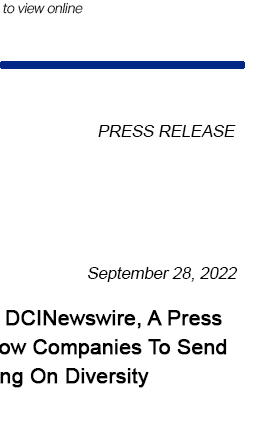 to view online
PRESS RELEASE
September 28, 2022
DCINewswire, A Press
ow Companies To Send
ng On Diversity